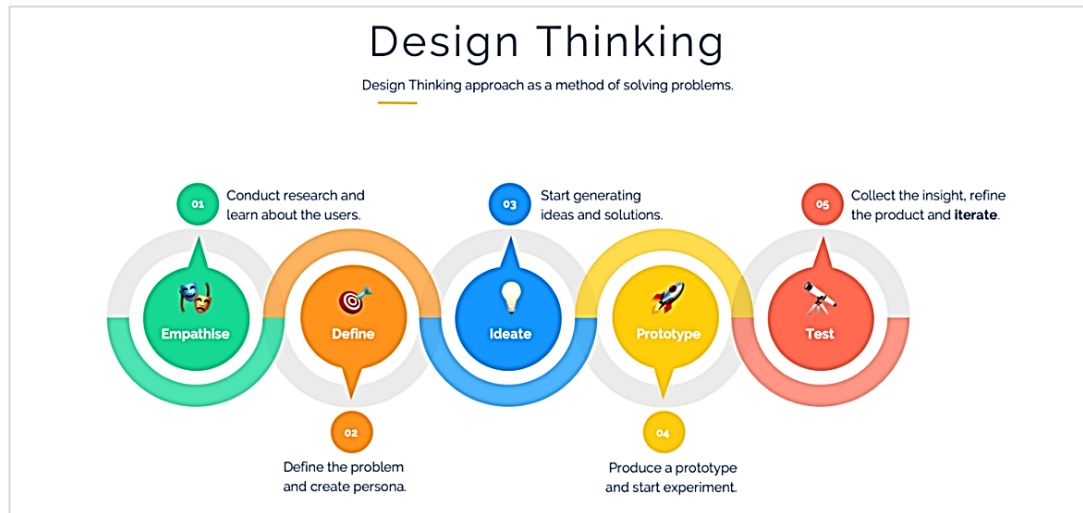 Design Thinking
Design Thinking approach as a method of solving problems.
01
Conduct research and
learn about the users.
Empathise
Define
02
Define the problem
and create persona.
03
Start generating
ideas and solutions.
Ideate
Prototype
04
Produce a prototype
and start experiment.
05
Collect the insight, refine
the product and iterate.
Test